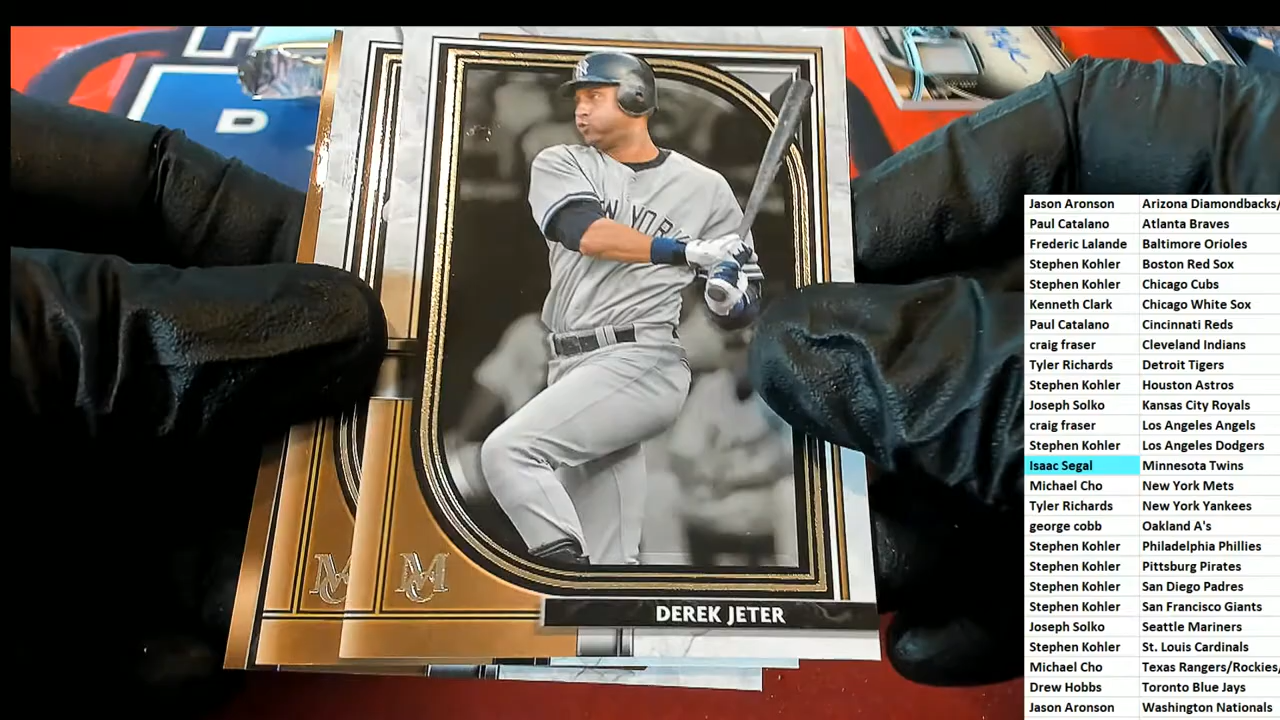 D
NEW YORK
M
M
DEREK JETER
Jason Aronson Arizona Diamondbacks/
Paul Catalano Atlanta Braves
Frederic Lalande Baltimore Orioles
Stephen Kohler Boston Red Sox
Stephen Kohler Chicago Cubs
Kenneth Clark Chicago White Sox
Paul Catalano Cincinnati Reds
craig fraser Cleveland Indians
Tyler Richards Detroit Tigers
Stephen Kohler Houston Astros
Joseph Solko Kansas City Royals
craig fraser Los Angeles Angels
Stephen Kohler Los Angeles Dodgers
Isaac Segal Minnesota Twins
Michael Cho New York Mets
Tyler Richards New York Yankees
george cobb Oakland A's
Stephen Kohler Philadelphia Phillies
Stephen Kohler Pittsburg Pirates
Stephen Kohler San Diego Padres
Stephen Kohler San Francisco Giants
Joseph Solko Seattle Mariners
Stephen Kohler St. Louis Cardinals
Michael Cho Texas Rangers/Rockies/
Drew Hobbs Toronto Blue Jays
Jason Aronson Washington Nationals